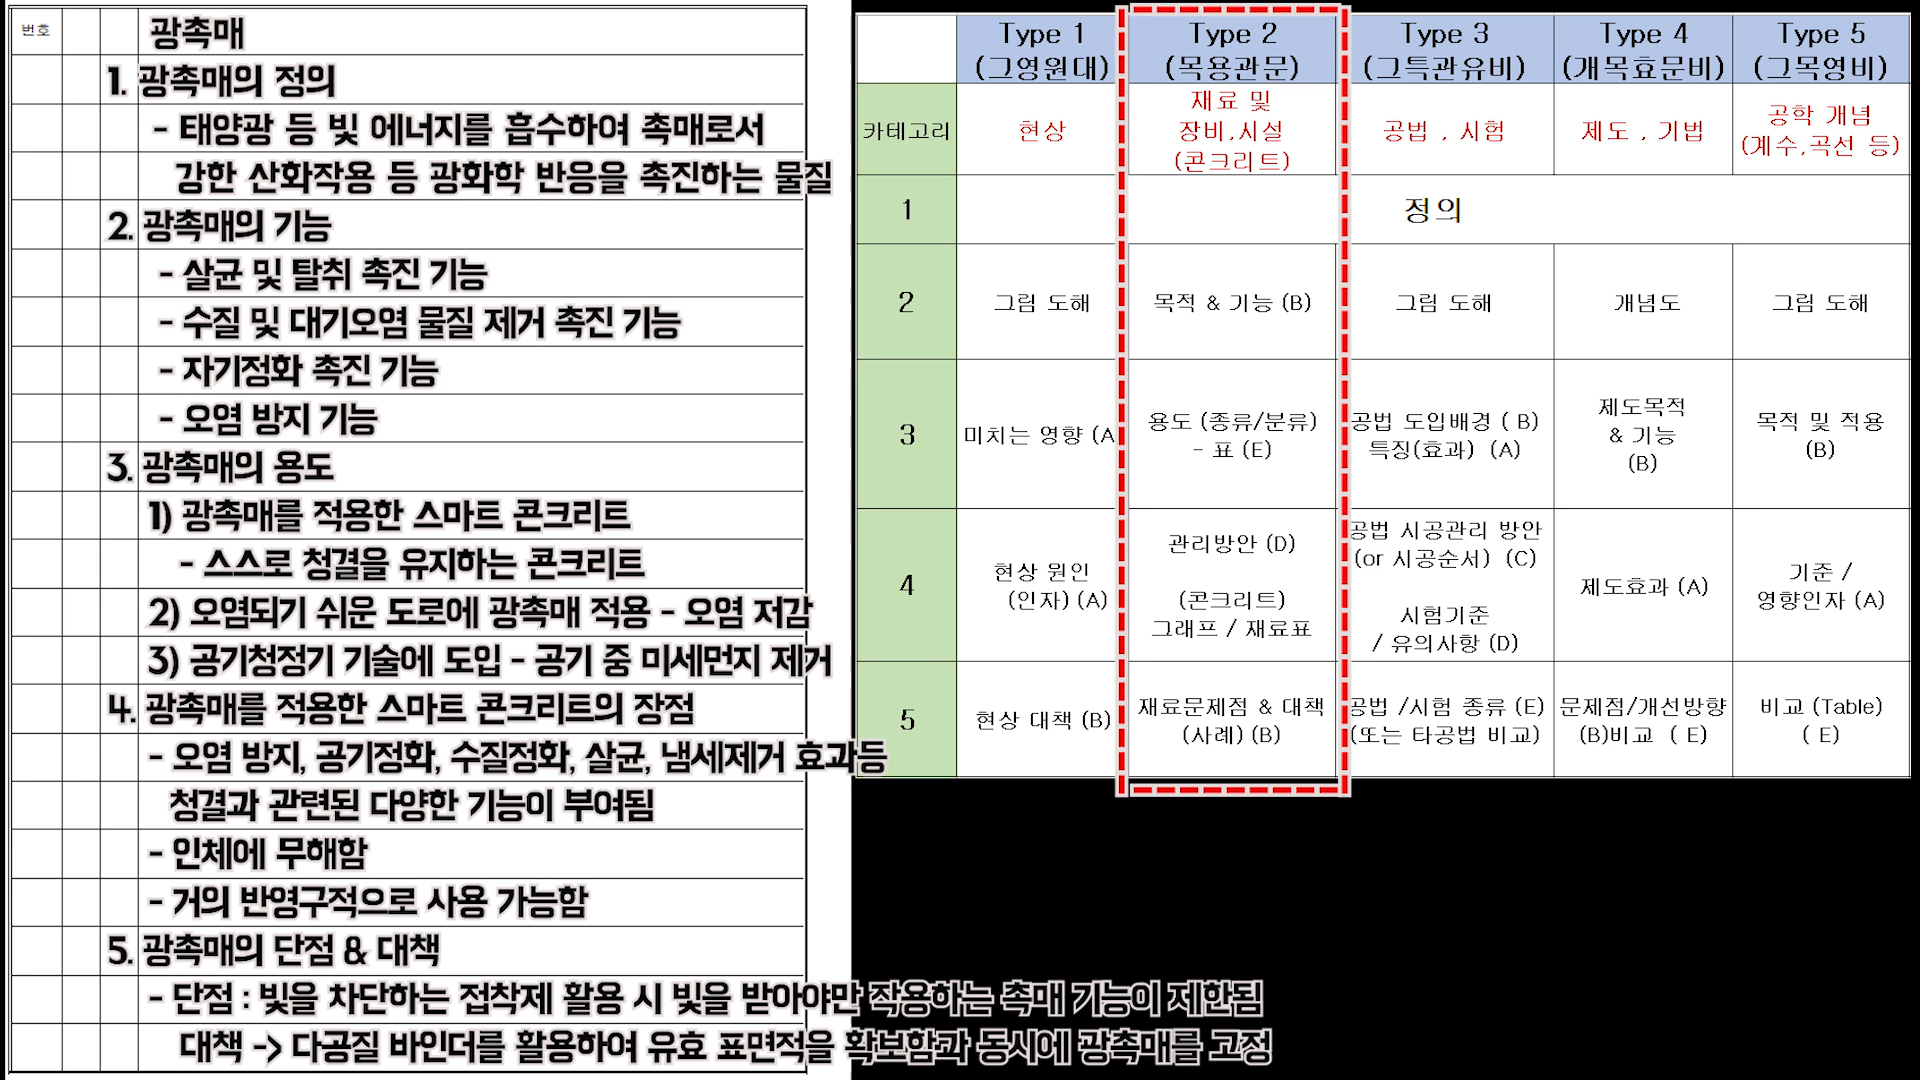 번호
광촉매
1. 광촉매의 정의
- 태양광 등 빛 에너지를 흡수하여 촉매로서
강한 산화작용 등 광화학 반응을 촉진하는 물질
2. 광촉매의 기능
- 살균 및 탈취 촉진 기능
- 수질 및 대기오염 물질 제거 촉진 기능
- 자기정화 촉진 기능
- 오염 방지 기능
3. 광촉매의 용도
1) 광촉매를 적용한 스마트 콘크리트
- 스스로 청결을 유지하는 콘크리트
2) 오염되기 쉬운 도로에 광촉매 적용 - 오염 저감
3) 공기청정기 기술에 도입 - 공기 중 미세먼지 제거
4. 광촉매를 적용한 스마트 콘크리트의 장점
- 오염 방지, 공기정화, 수질정화, 살균, 냄세제거 효과등
청결과 관련된 다양한 기능이 부여됨
- 인체에 무해함
- 거의 반영구적으로 사용 가능함
5. 광촉매의 단점 & 대책
- 단점 : 빛을 차단하는 접착제 활용 시 빛을 받아야만 작용하는 촉매 기능이 제한됨
대책 -> 다공질 바인더를 활용하여 유효 표면적을 확보함과 동시에 광촉매를 고정
Type 1
(그영원대)
Type 2
(목용관문)
Type 3
(그특관유비)
Type 4
(개목효문비)
Type 5
(그목영비)
카테고리
현상
재료 및
장비,시설
(콘크리트)
공법 , 시험
제도 , 기법
공학 개념
(계수,곡선 등)
1
정의
2
그림 도해
목적 & 기능 (B)
그림 도해
개념도
그림 도해
3
미치는 영향 (A
용도 (종류/분류)
- 표 (E)
공법 도입배경 ( B)
특징(효과) (A)
제도목적
& 기능
(B)
목적 및 적용
(B)
4
현상 원인
(인자) (A)
관리방안 (D)
(콘크리트)
그래프 / 재료표
공법 시공관리 방안
(or 시공순서) (C)
시험기준
/ 유의사항 (D)
제도효과 (A)
기준 /
영향인자 (A)
5
현상 대책 (B)
재료문제점 & 대책
(사례) (B)
공법 /시험 종류 (E)
(또는 타공법 비교)
문제점/개선방향
(B)비교 ( E)
비교 (Table)
( E)